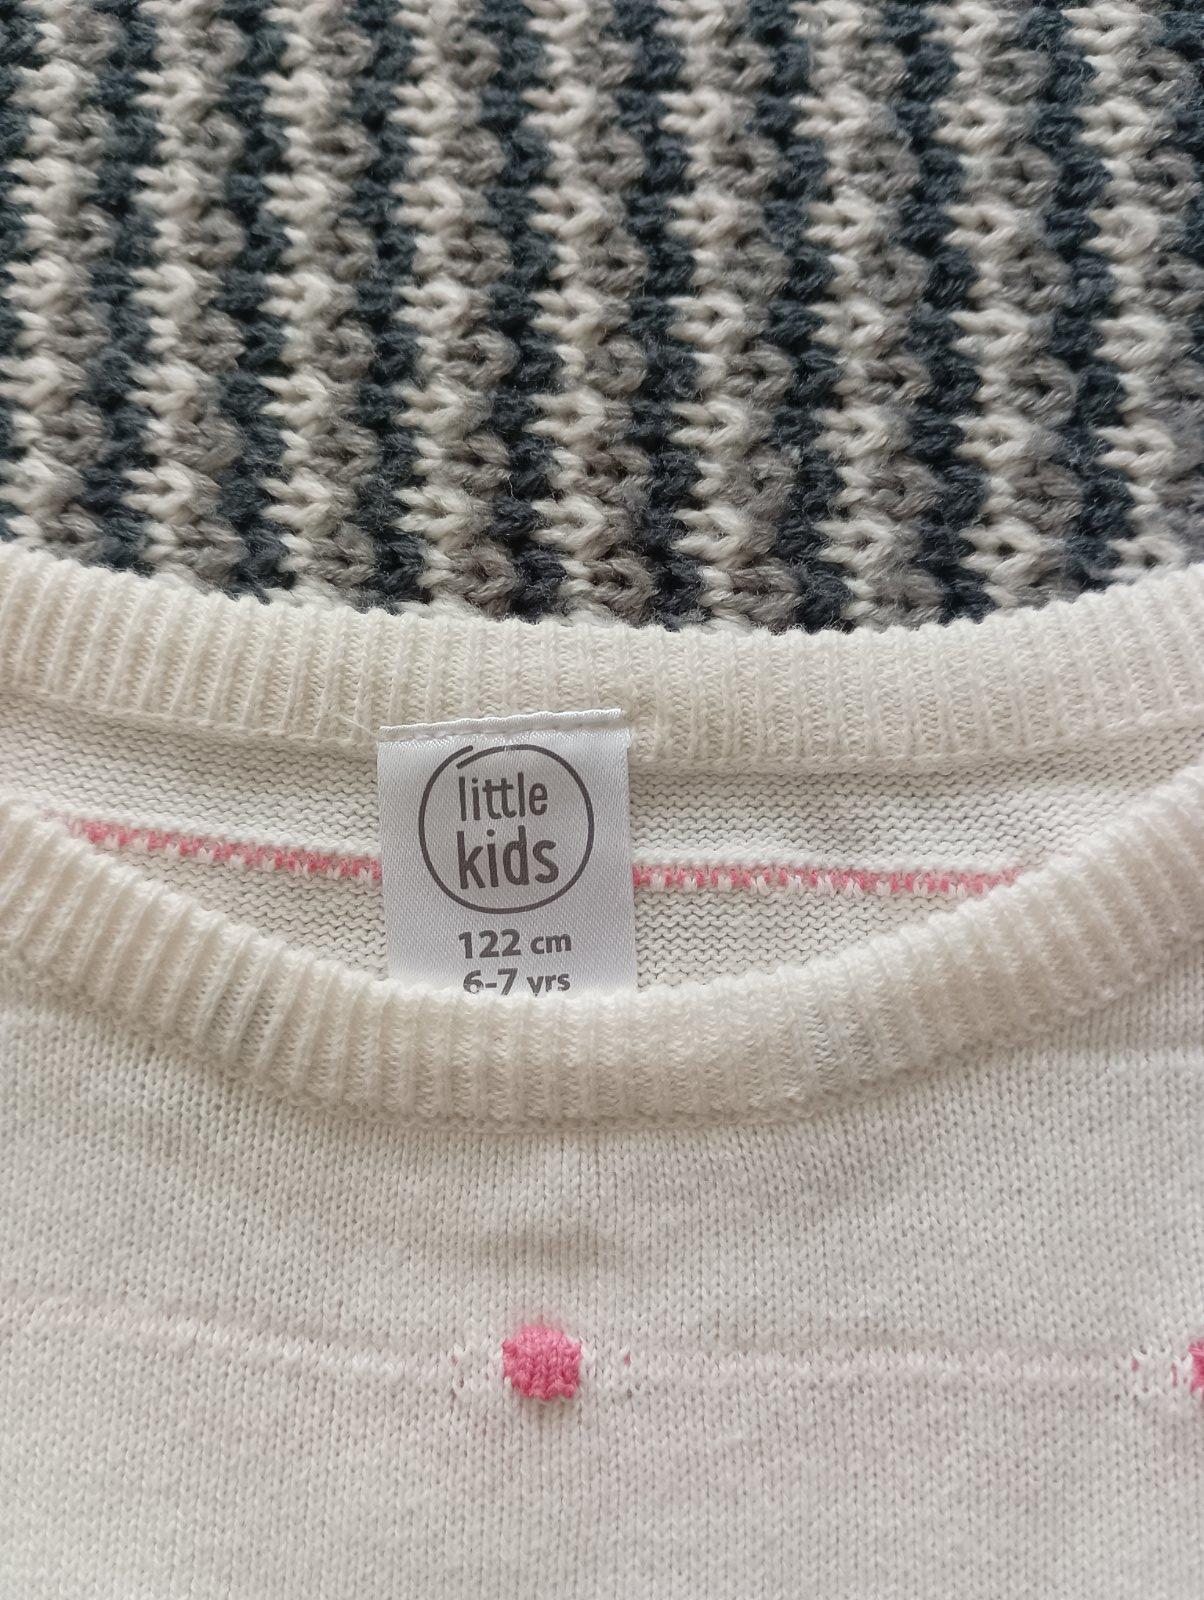 little
kids
122 cm
6-7 yrs